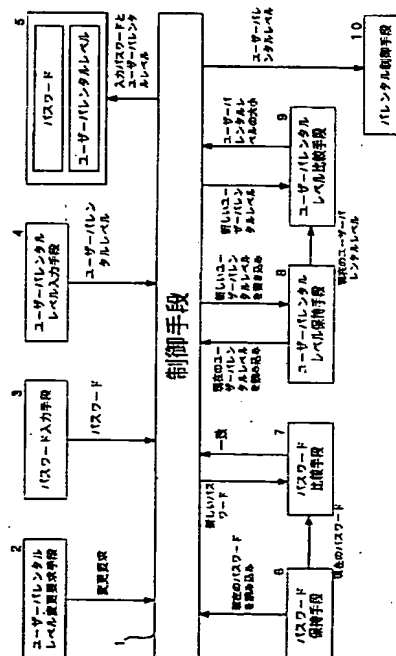 2
ユーザーパレンタル
レベル変更要求手段
変更要求
3
パスワード入力手段
パスワード
4
ユーザーパレンタル
レベル入力手段
ユーザーパレン
タルレベル
5
パスワード
ユーザーパレンタルレベル
入力パスワードと
ユーザーパレンタ
ルレベル
1
制御手段
現在のパスワード
を読み込み
新しいパス
ワード
一致
現在のユー
ザーパレン
タルレベル
を読み込み
新しいユー
ザーパレン
タルレベル
を書き込み
新しいユーザーパレン
タルレベル
ユーザーパ
レンタルレ
ベルの大小
ユーザーパレ
ンタルレベル
6
パスワード
保持手段
現在のパスワード
7
パスワード
比較手段
8
ユーザーパレンタル
レベル保持手段
現在のユーザーパ
レンタルレベル
9
ユーザーパレンタル
レベル比較手段
10
パレンタル制御手段